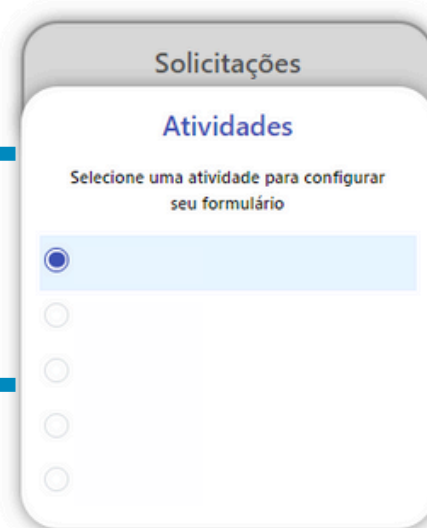 Solicitações
Atividades
Selecione uma atividade para configurar
seu formulário